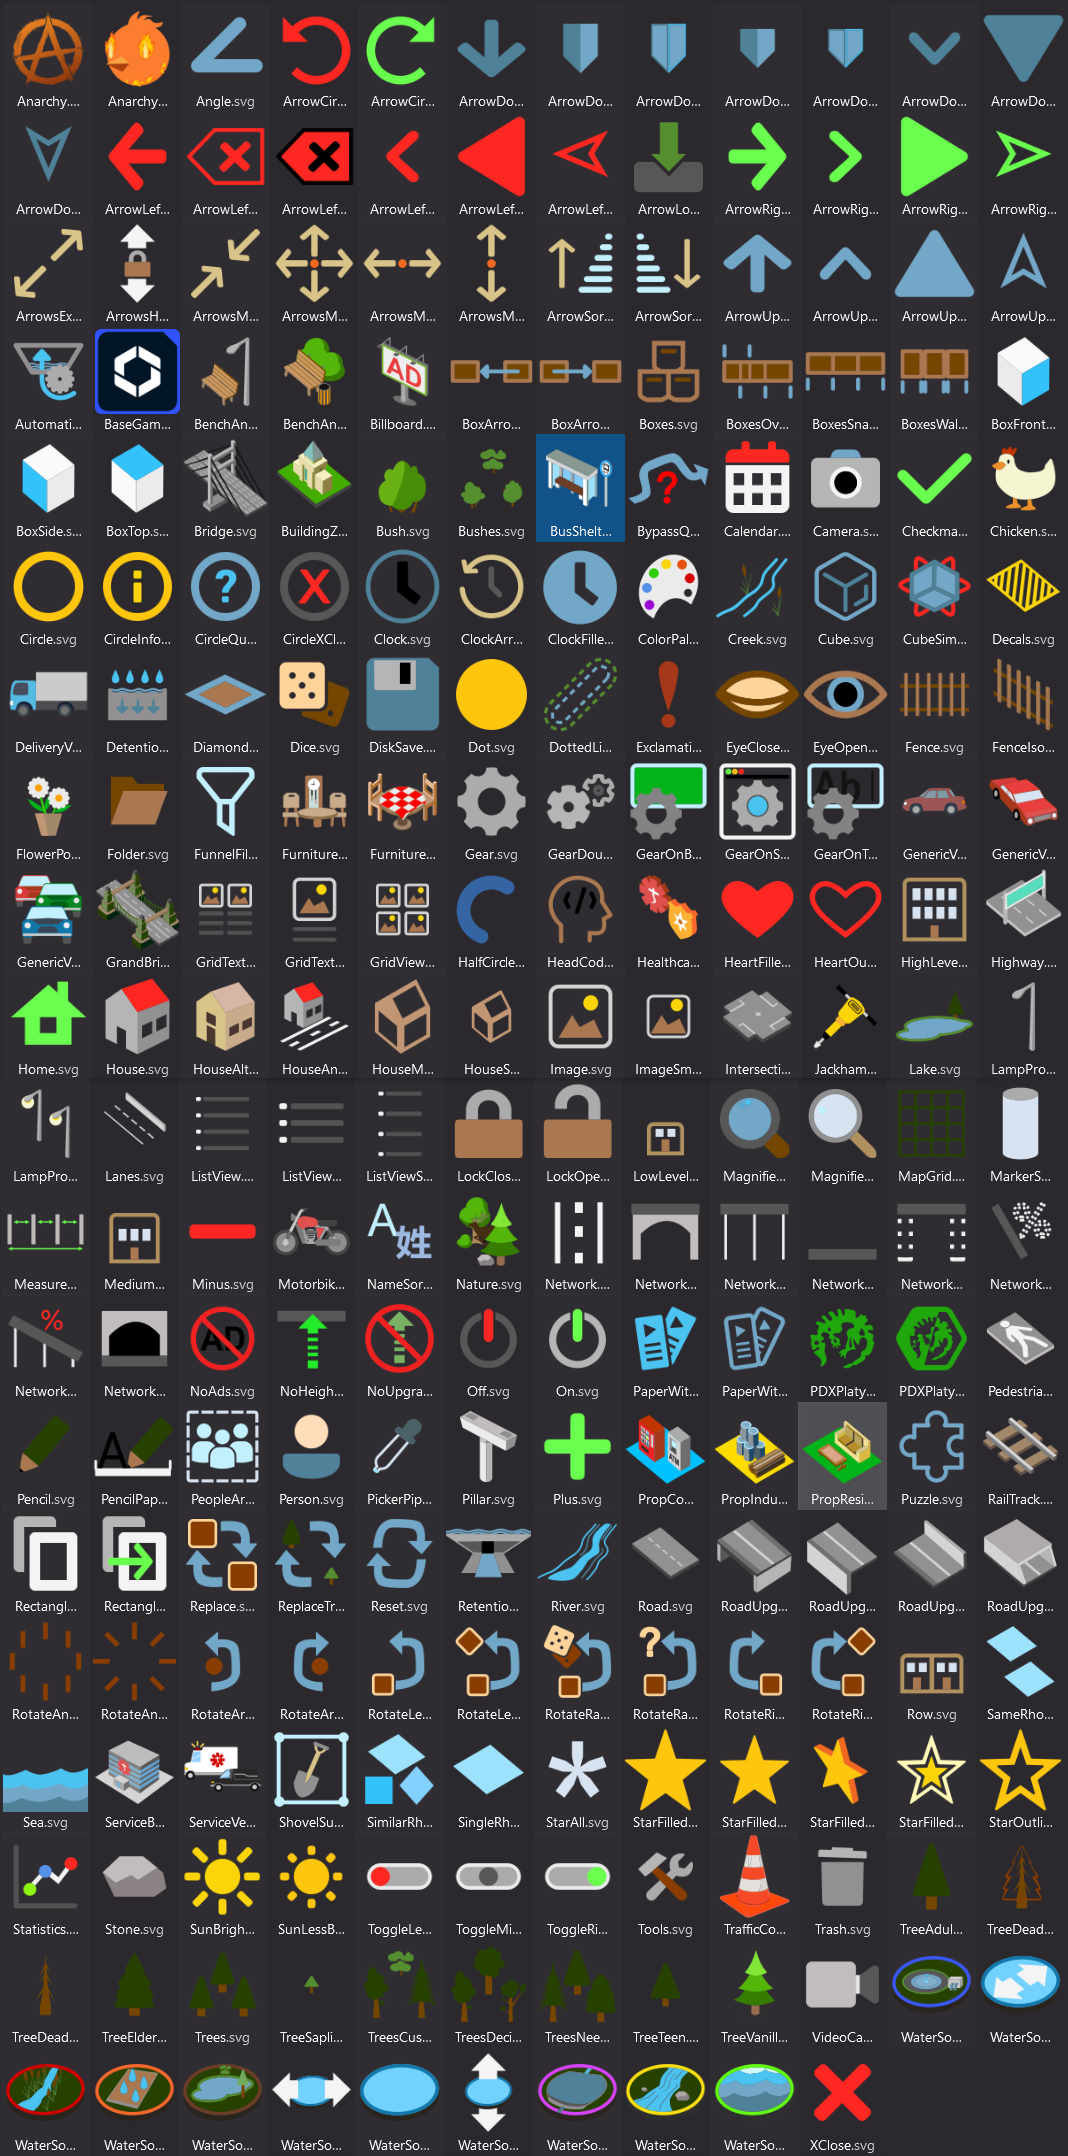 Anarchy.... Anarchy... Angle.svg ArrowCir... ArrowCir... ArrowDo... ArrowDo... ArrowDo... ArrowDo... ArrowDo... ArrowDo... ArrowDo...
ArrowDo... ArrowLef... ArrowLef... ArrowLef... ArrowLef... ArrowLef... ArrowLef... ArrowLo... ArrowRig... ArrowRig... ArrowRig... ArrowRig...
ArrowsEx... ArrowsH... ArrowsM... ArrowsM... ArrowsM... ArrowsM... ArrowSor... ArrowSor... ArrowUp... ArrowUp... ArrowUp... ArrowUp...
AD
Automati... BaseGam... BenchAn... BenchAn... Billboard.... BoxArro... BoxArro... Boxes.svg BoxesOv... BoxesSna... BoxesWal... BoxFront...
?
BoxSide.s... BoxTop.s... Bridge.svg BuildingZ... Bush.svg Bushes.svg BusShelt... BypassQ... Calendar.... Camera.s... Checkma... Chicken.s...
i ? X
Circle.svg CircleInfo... CircleQu... CircleXCl... Clock.svg ClockArr... ClockFille... ColorPal... Creek.svg Cube.svg CubeSim... Decals.svg
DeliveryV... Detentio... Diamond... Dice.svg DiskSave.... Dot.svg DottedLi... Exclamati... EyeClose... EyeOpen... Fence.svg FenceIso...
Ab
FlowerPo... Folder.svg FunnelFil... Furniture... Furniture... Gear.svg GearDou... GearOnB... GearOnS... GearOnT... GenericV... GenericV...
</>
GenericV... GrandBri... GridText... GridText... GridView... HalfCircle... HeadCod... Healthca... HeartFille... HeartOu... HighLeve... Highway....
Home.svg House.svg HouseAlt... HouseAn... HouseM... HouseS... Image.svg ImageSm... Intersecti... Jackham... Lake.svg LampPro...
LampPro... Lanes.svg ListView.... ListView... ListViewS... LockClos... LockOpe... LowLevel... Magnifie... Magnifie... MapGrid.... MarkerS...
A 姓
Measure... Medium... Minus.svg Motorbik... NameSor... Nature.svg Network.... Network... Network... Network... Network... Network...
% AD
Network... Network... NoAds.svg NoHeigh... NoUpgra... Off.svg On.svg PaperWit... PaperWit... PDXPlaty... PDXPlaty... Pedestria...
A ATM
Pencil.svg PencilPap... PeopleAr... Person.svg PickerPip... Pillar.svg Plus.svg PropCo... PropIndu... PropResi... Puzzle.svg RailTrack....
Rectangl... Rectangl... Replace.s... ReplaceTr... Reset.svg Retentio... River.svg Road.svg RoadUpg... RoadUpg... RoadUpg... RoadUpg...
?
RotateAn... RotateAn... RotateAr... RotateAr... RotateLe... RotateLe... RotateRa... RotateRa... RotateRi... RotateRi... Row.svg SameRho...
Sea.svg ServiceB... ServiceVe... ShovelSu... SimilarRh... SingleRh... StarAll.svg StarFilled... StarFilled... StarFilled... StarFilled... StarOutli...
Statistics.... Stone.svg SunBrigh... SunLessB... ToggleLe... ToggleMi... ToggleRi... Tools.svg TrafficCo... Trash.svg TreeAdul... TreeDead...
TreeDead... TreeElder... Trees.svg TreeSapli... TreesCus... TreesDeci... TreesNee... TreeTeen.... TreeVanill... VideoCa... WaterSo... WaterSo...
WaterSo... WaterSo... WaterSo... WaterSo... WaterSo... WaterSo... WaterSo... WaterSo... WaterSo... XClose.svg